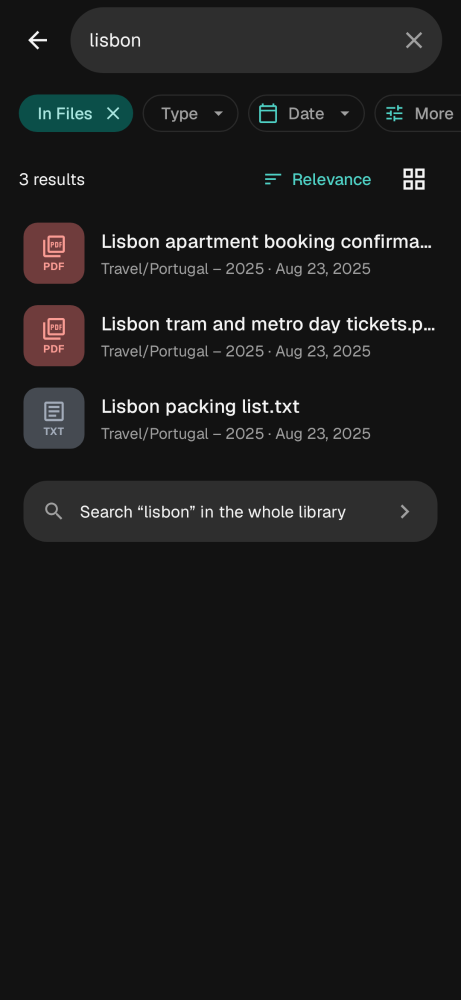 lisbon
In Files Type Date More
3 results Relevance
PDF
PDF
Lisbon apartment booking confirma...
Travel/Portugal – 2025 · Aug 23, 2025
PDF
PDF
Lisbon tram and metro day tickets.p...
Travel/Portugal – 2025 · Aug 23, 2025
TXT
Lisbon packing list.txt
Travel/Portugal – 2025 · Aug 23, 2025
Search “lisbon” in the whole library